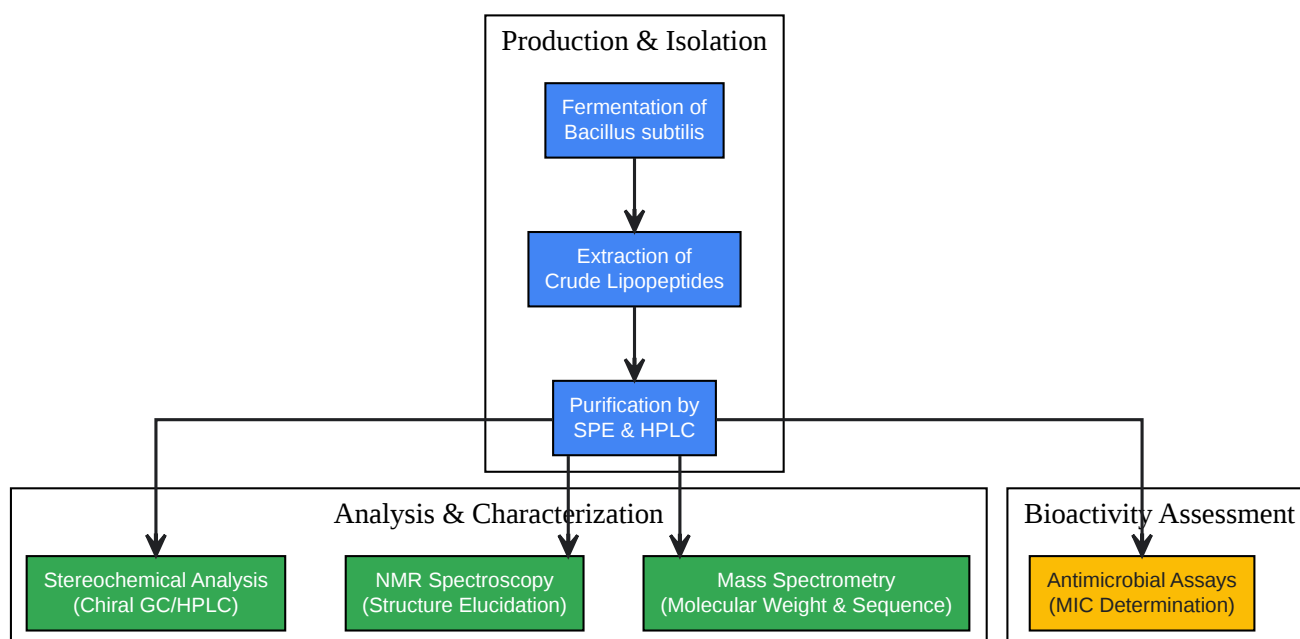 Production & Isolation
Fermentation of
Bacillus subtilis
Extraction of
Crude Lipopeptides
Purification by
SPE & HPLC
Analysis & Characterization
Bioactivity Assessment
Stereochemical Analysis
(Chiral GC/HPLC)
NMR Spectroscopy
(Structure Elucidation)
Mass Spectrometry
(Molecular Weight & Sequence)
Antimicrobial Assays
(MIC Determination)